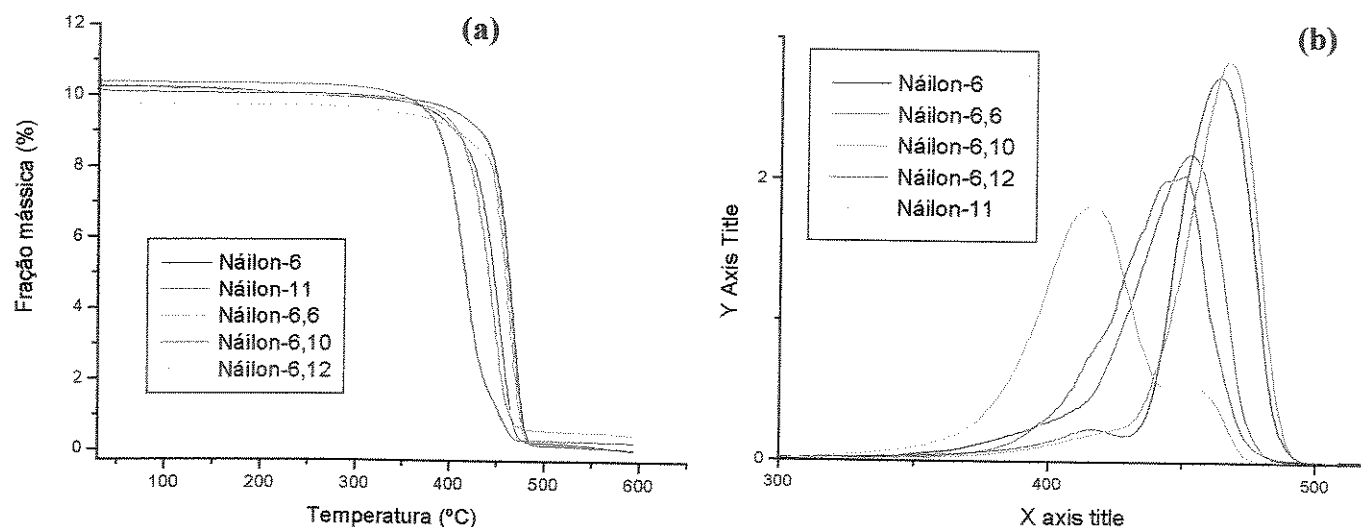 (a)
12
10
8
6
4
2
0
Fração mássica (%)
Náilon-6
Náilon-11
Náilon-6,6
Náilon-6,10
Náilon-6,12
100 200 300 400 500 600
Temperatura (ºC)
(b)
2
0
Y Axis Title
Náilon-6
Náilon-6,6
Náilon-6,10
Náilon-6,12
Náilon-11
300 400 500
X axis title